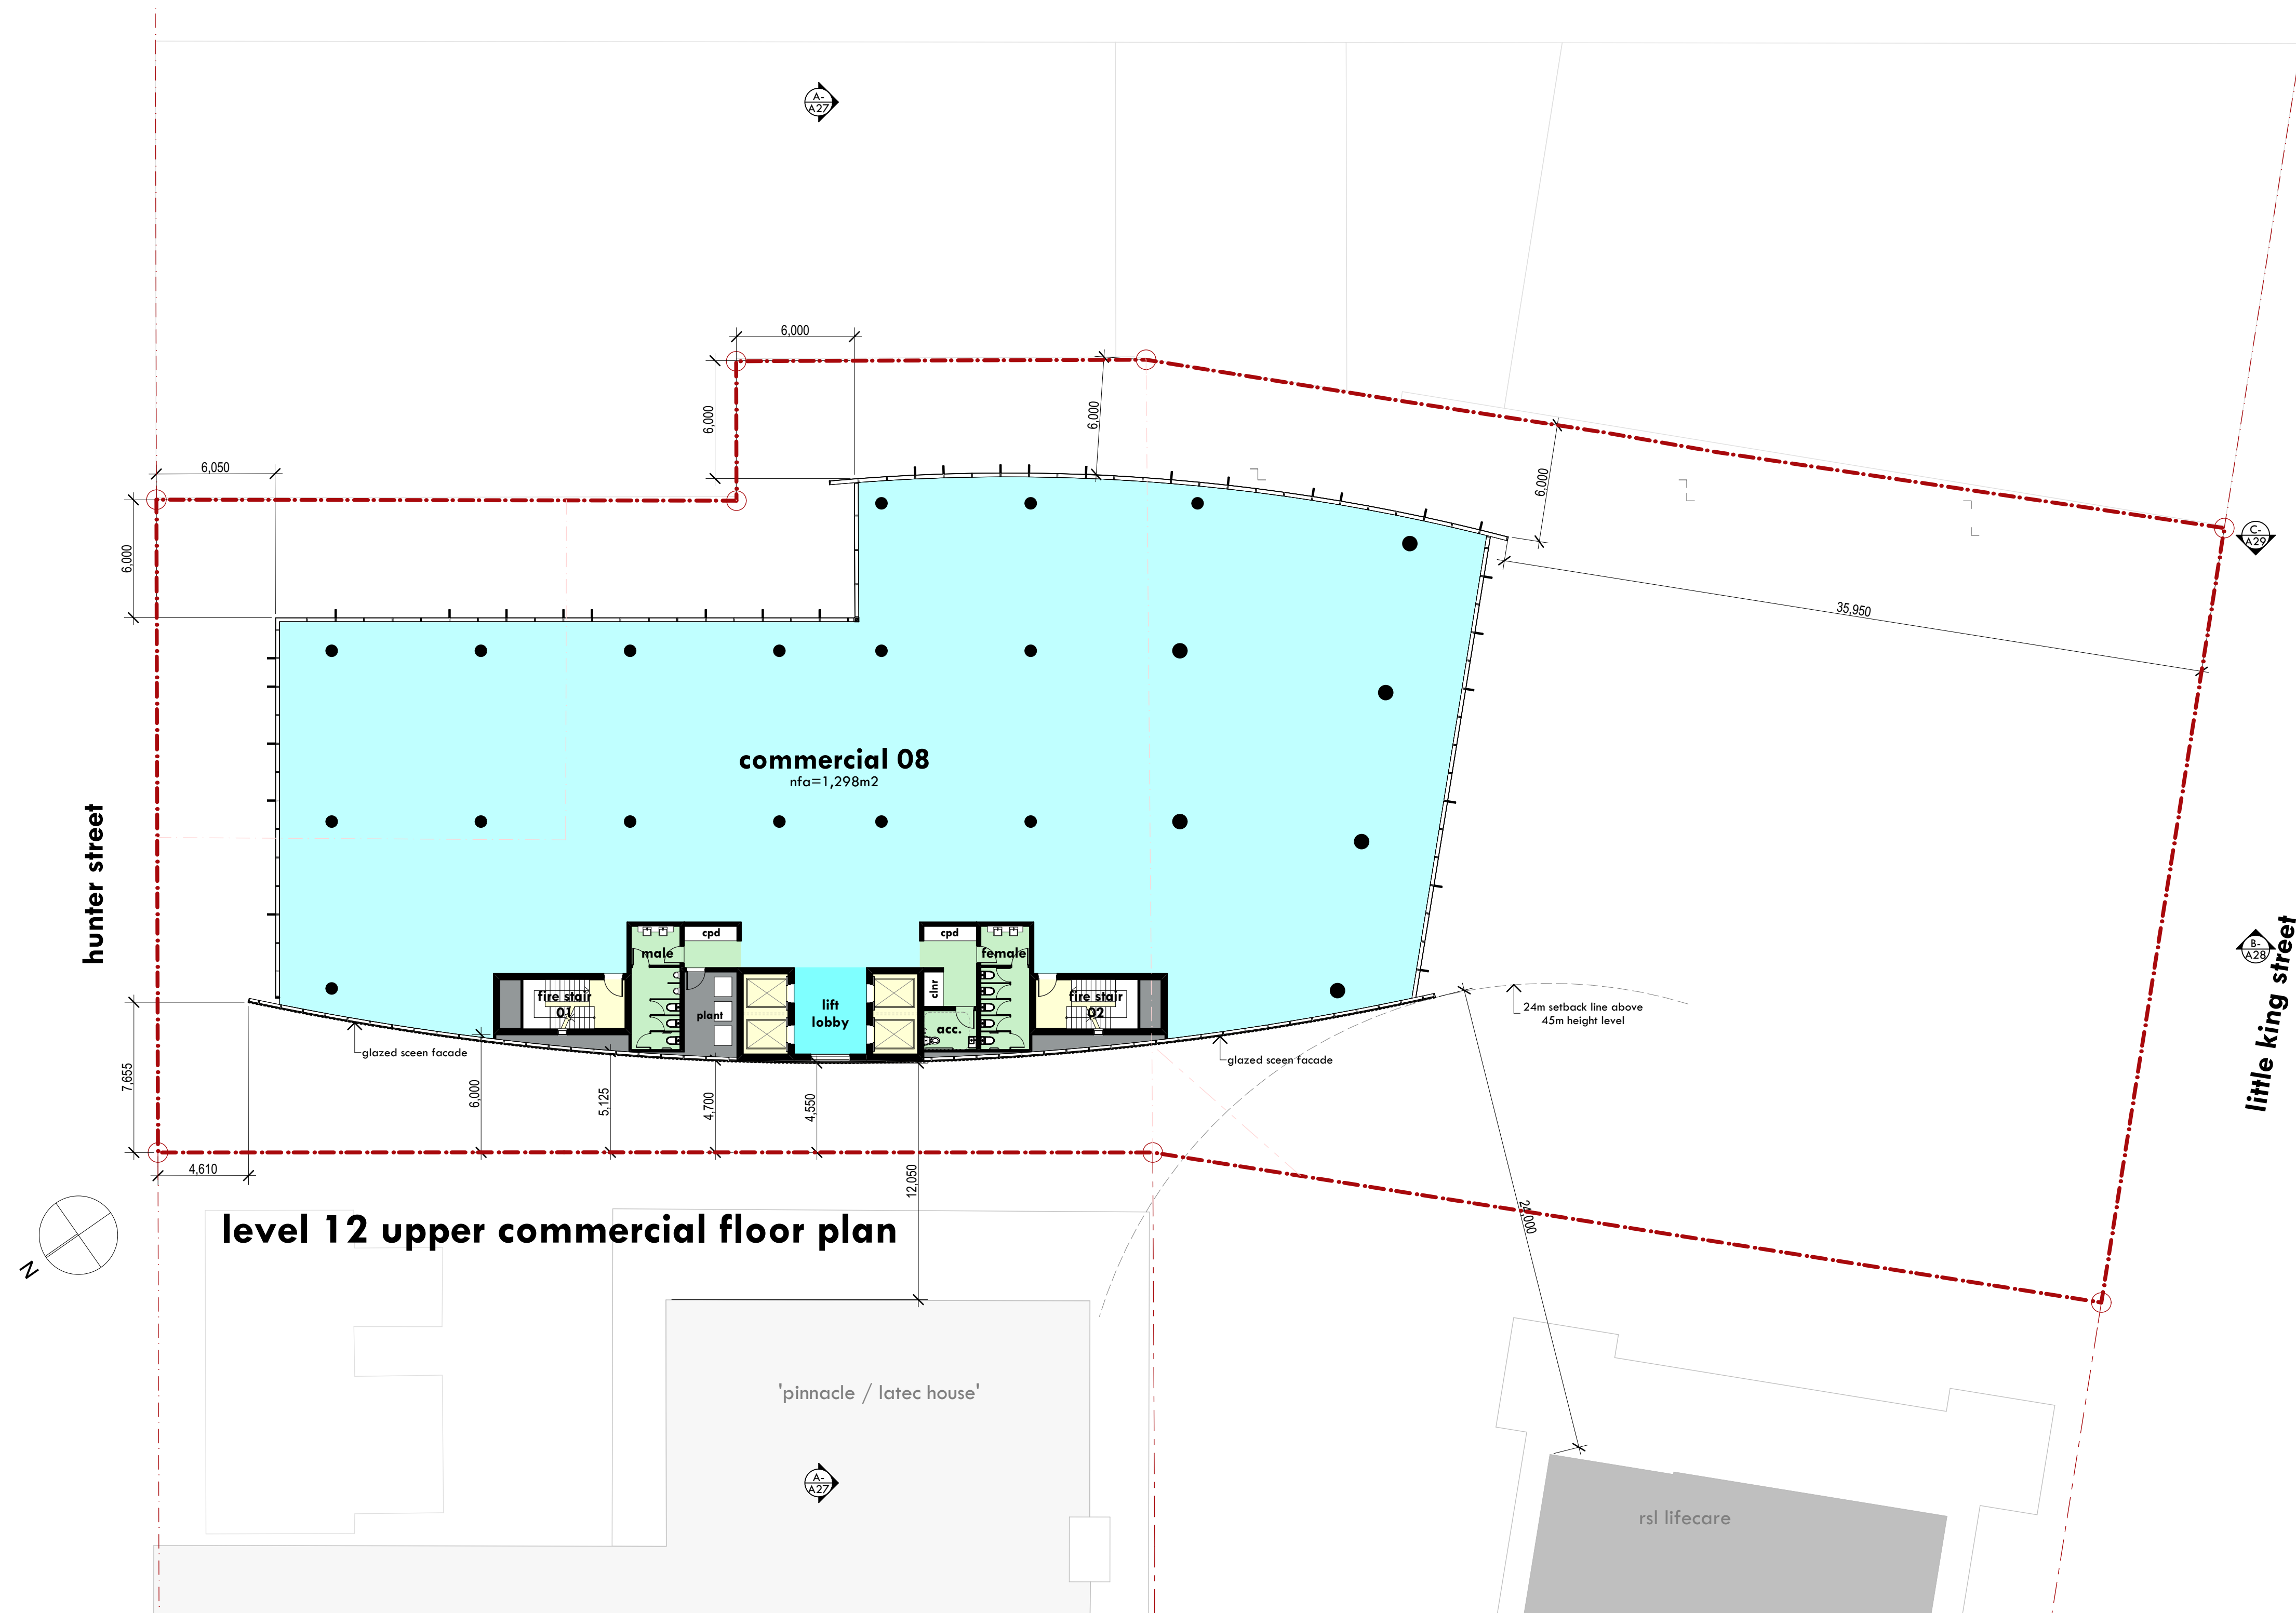 A-
A27
6,000
6,000
6,000
6,050
6,000
6,000
C-
A29
35,950
commercial 08
nfa=1,298m2
hunter street
cpd
cpd
male
female
fire stair
01
plant
lift
lobby
clnr
acc.
fire stair
02
B-
A28
little king street
24m setback line above
45m height level
glazed sceen facade
glazed sceen facade
7,655
6,000
5,125
4,700
4,550
4,610
12,050
24,000
N
level 12 upper commercial floor plan
'pinnacle / latec house'
A-
A27
rsl lifecare